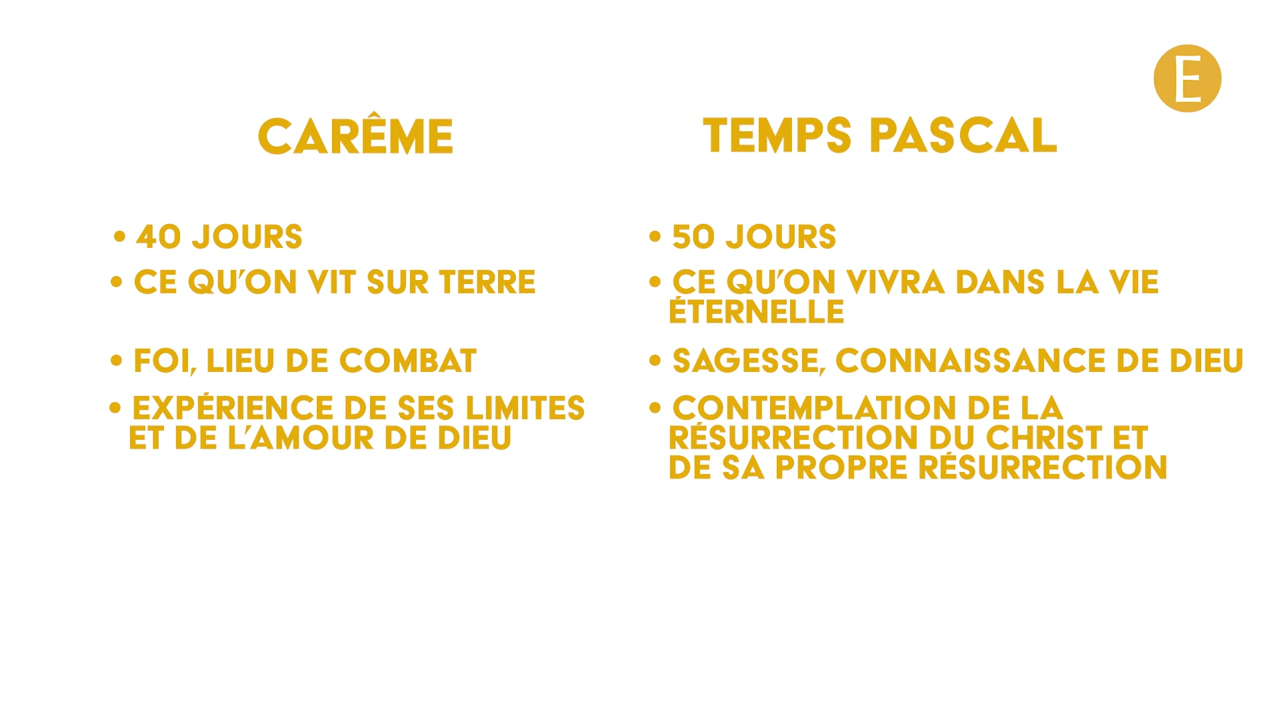 E
CARÊME
• 40 JOURS
• CE QU'ON VIT SUR TERRE
• FOI, LIEU DE COMBAT
• EXPÉRIENCE DE SES LIMITES
ET DE L'AMOUR DE DIEU
TEMPS PASCAL
• 50 JOURS
• CE QU'ON VIVRA DANS LA VIE
ÉTERNELLE
• SAGESSE, CONNAISSANCE DE DIEU
• CONTEMPLATION DE LA
RÉSURRECTION DU CHRIST ET
DE SA PROPRE RÉSURRECTION